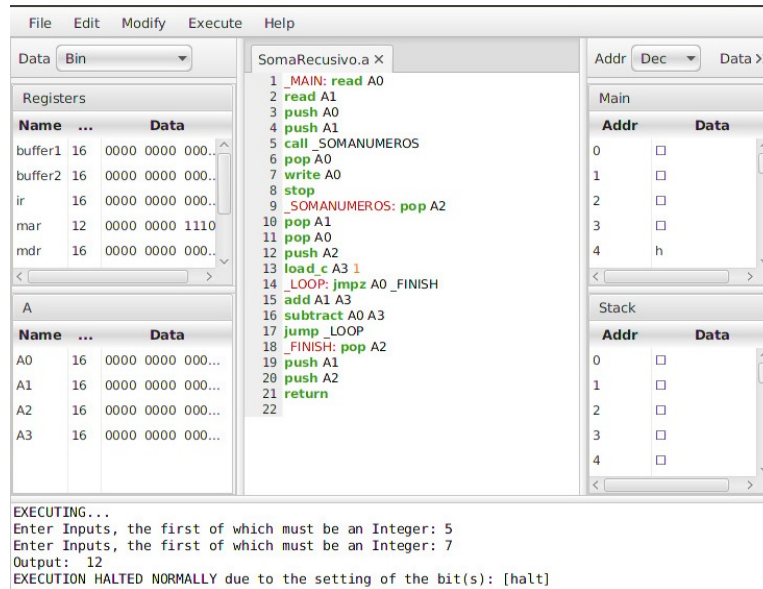 File Edit Modify Execute Help
Data Bin
Registers
Name ... Data
buffer1 16 0000 0000 000...
buffer2 16 0000 0000 000...
ir 16 0000 0000 000...
mar 12 0000 0000 1110
mdr 16 0000 0000 000...
A
Name ... Data
A0 16 0000 0000 000...
A1 16 0000 0000 000...
A2 16 0000 0000 000...
A3 16 0000 0000 000...
SomaRecusivo.a ×
1 _MAIN: read A0
2 read A1
3 push A0
4 push A1
5 call _SOMANUMEROS
6 pop A0
7 write A0
8 stop
9 _SOMANUMEROS: pop A2
10 pop A1
11 pop A0
12 push A2
13 load_c A3 1
14 _LOOP: jmpz A0 _FINISH
15 add A1 A3
16 subtract A0 A3
17 jump _LOOP
18 _FINISH: pop A2
19 push A1
20 push A2
21 return
22
Addr Dec Data
Main
Addr Data
0
1
2
3
4 h
Stack
Addr Data
0
1
2
3
4
EXECUTING...
Enter Inputs, the first of which must be an Integer: 5
Enter Inputs, the first of which must be an Integer: 7
Output: 12
EXECUTION HALTED NORMALLY due to the setting of the bit(s): [halt]